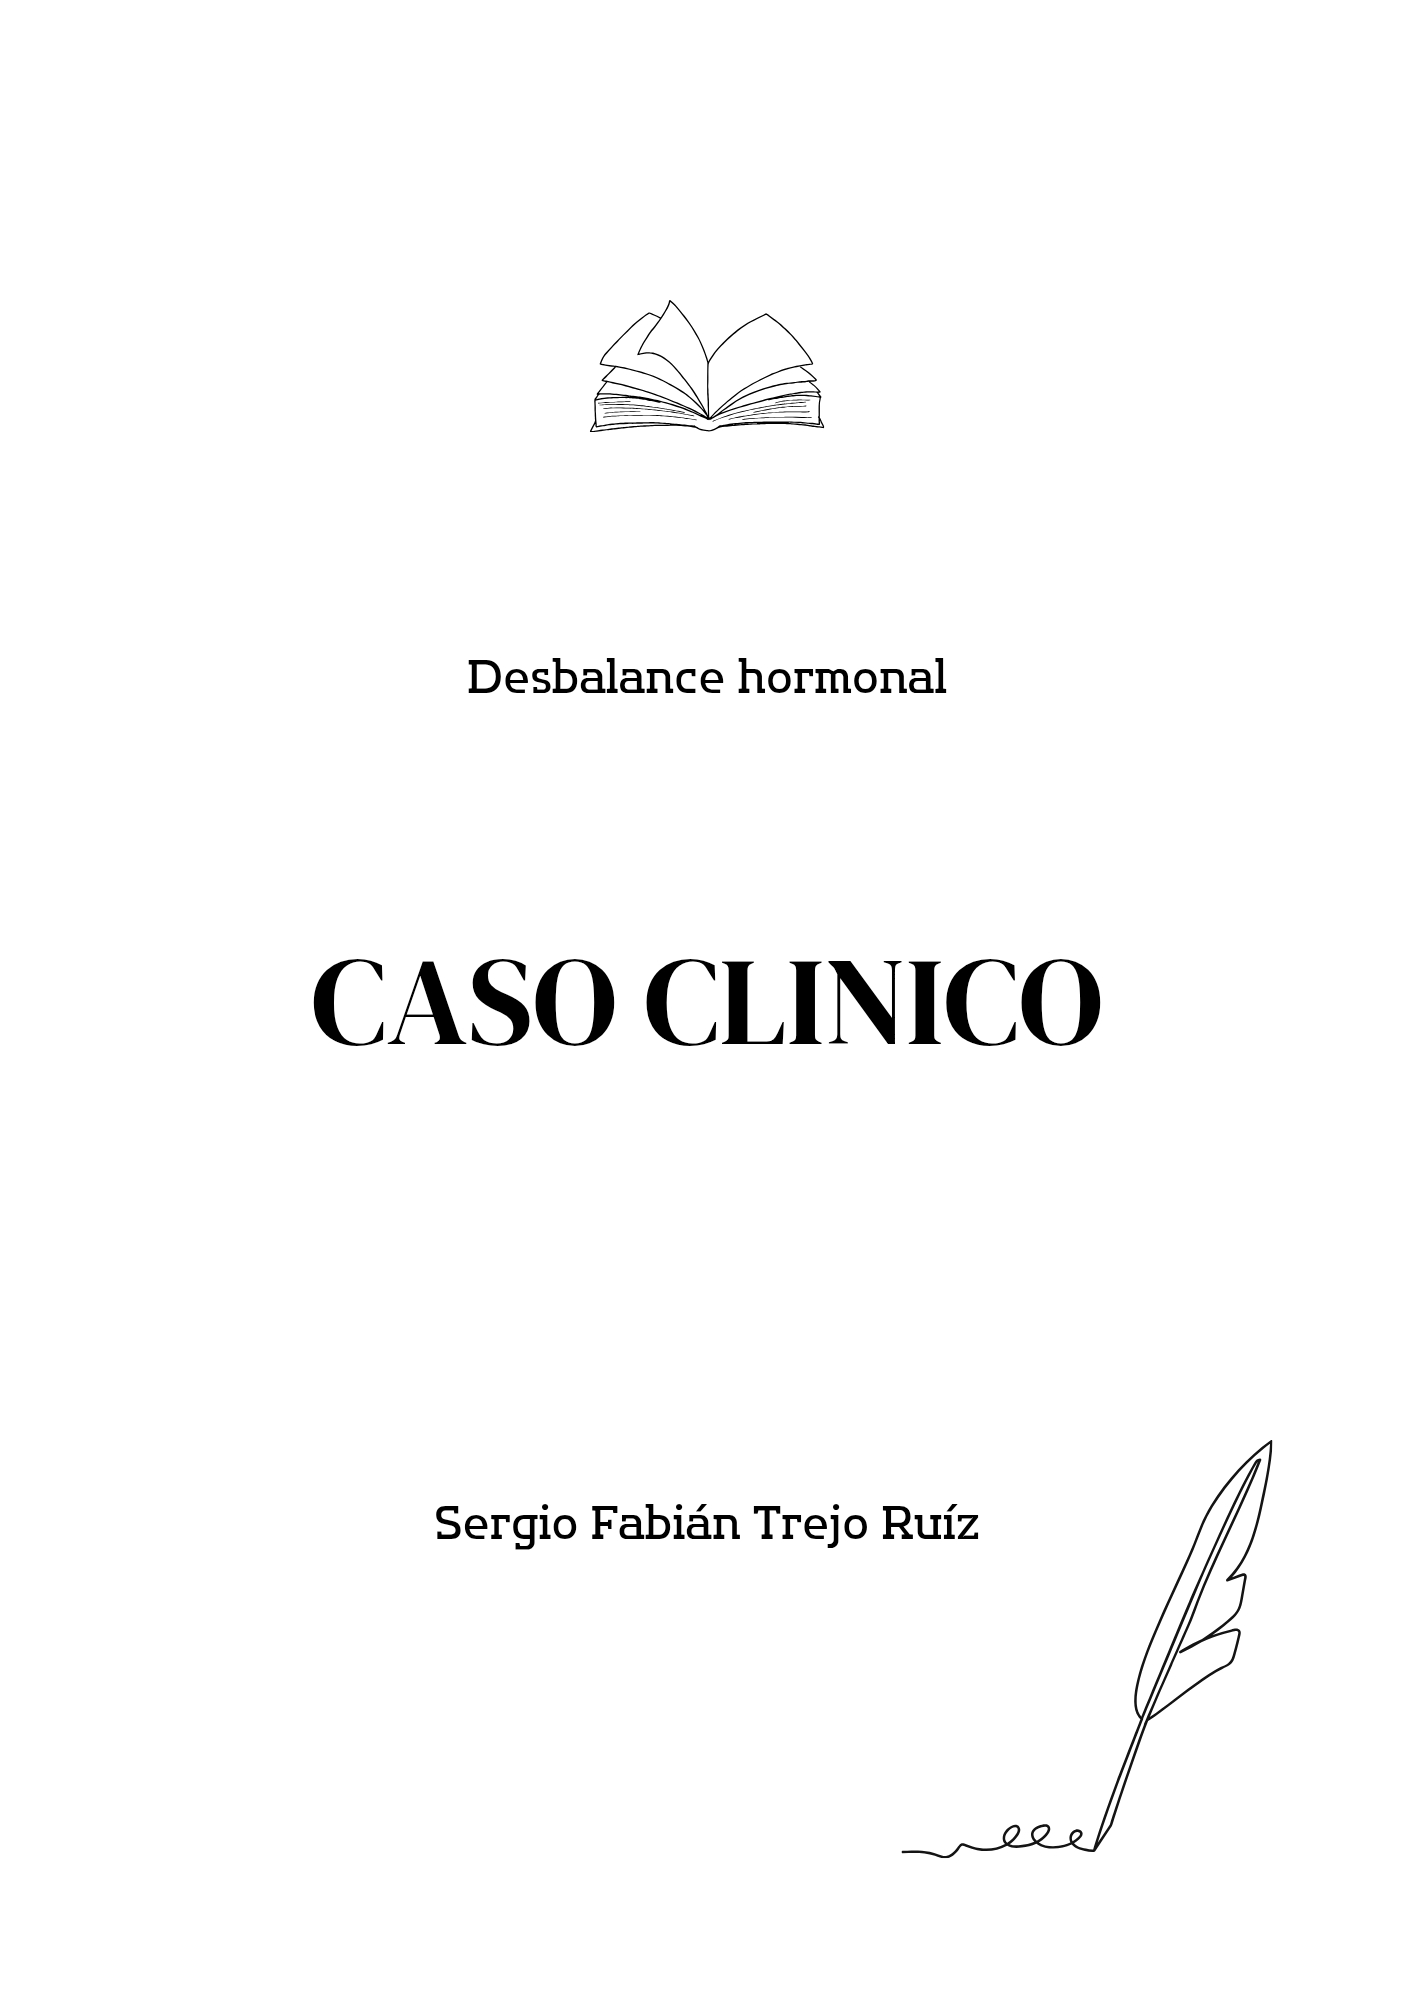 Desbalance hormonal
CASO CLINICO
Sergio Fabián Trejo Ruíz